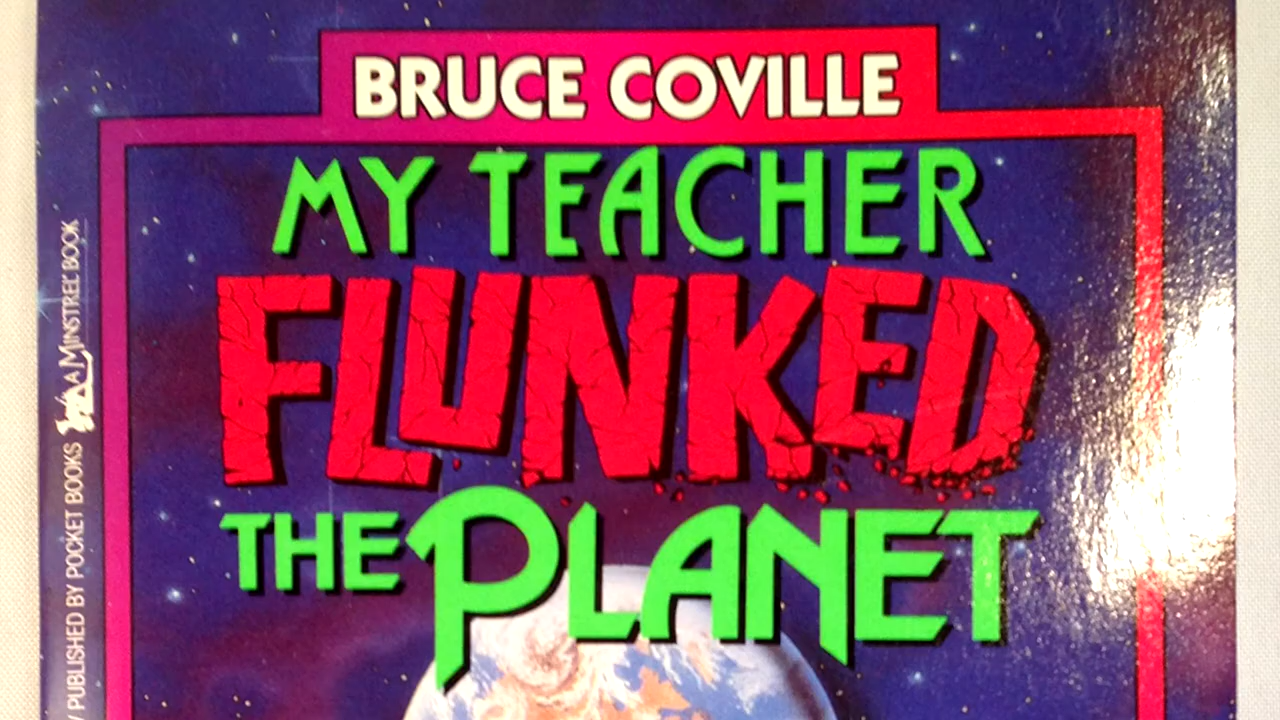 BRUCE COVILLE
MY TEACHER
FLUNKED
THE PLANET
PUBLISHED BY POCKET BOOKS
A MINSTREL BOOK